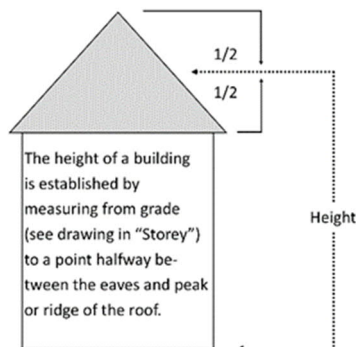 1/2
1/2
The height of a building
is established by
measuring from grade
(see drawing in “Storey”)
to a point halfway be-
tween the eaves and peak
or ridge of the roof.
Height